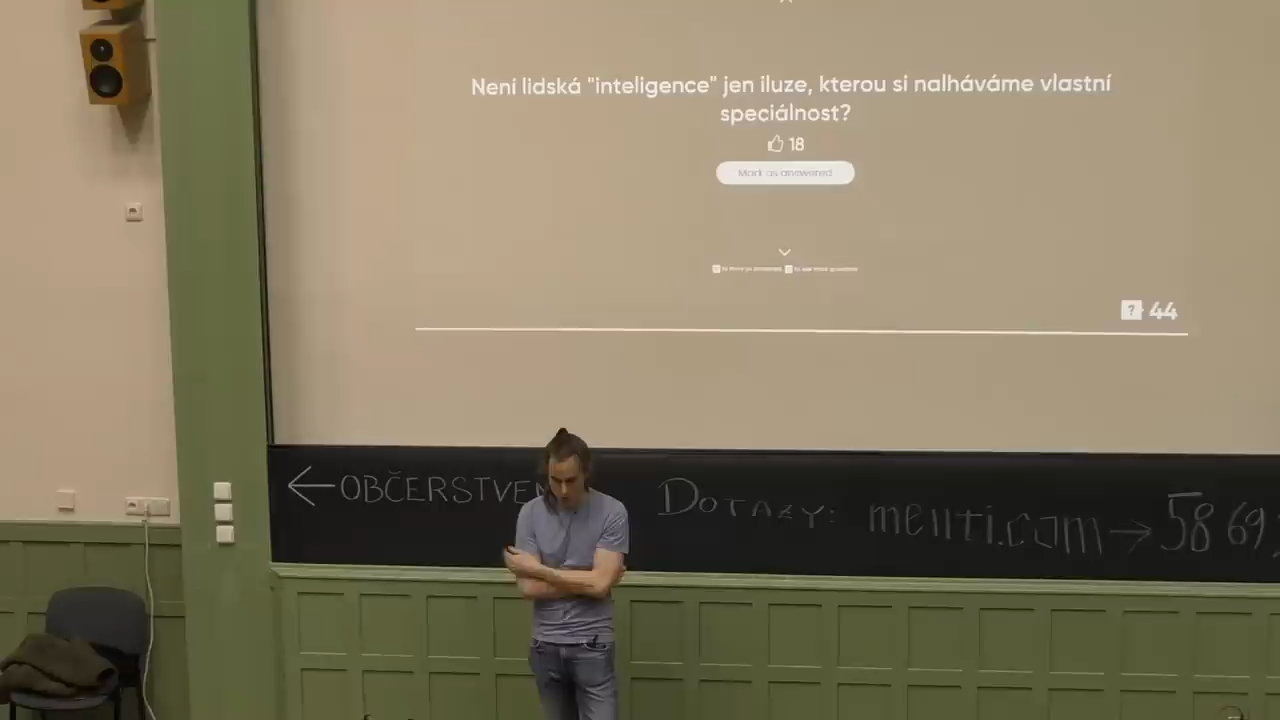 Není lidská "inteligence" jen iluze, kterou si nalháváme vlastní
speciálnost?
18
Mark as answered
? 44
← OBČERSTVE
DOTAZY: menti.com → 58 69